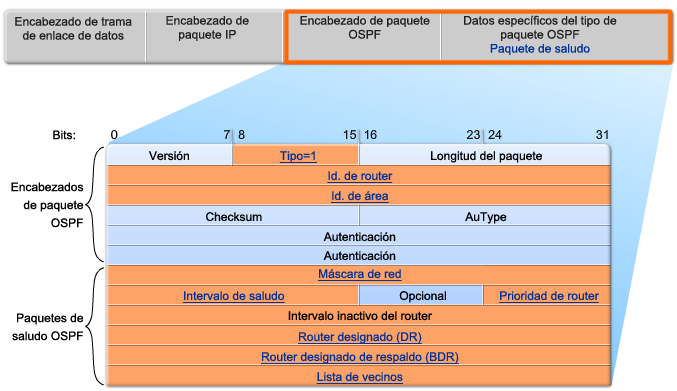 Encabezado de trama
de enlace de datos
Encabezado de
paquete IP
Encabezado de paquete
OSPF
Datos específicos del tipo de
paquete OSPF
Paquete de saludo
Bits: 0 7 8 15 16 23 24 31
Encabezados
de paquete
OSPF
Versión Tipo=1 Longitud del paquete
Id. de router
Id. de área
Checksum AuType
Autenticación
Autenticación
Paquetes de
saludo OSPF
Máscara de red
Intervalo de saludo Opcional Prioridad de router
Intervalo inactivo del router
Router designado (DR)
Router designado de respaldo (BDR)
Lista de vecinos